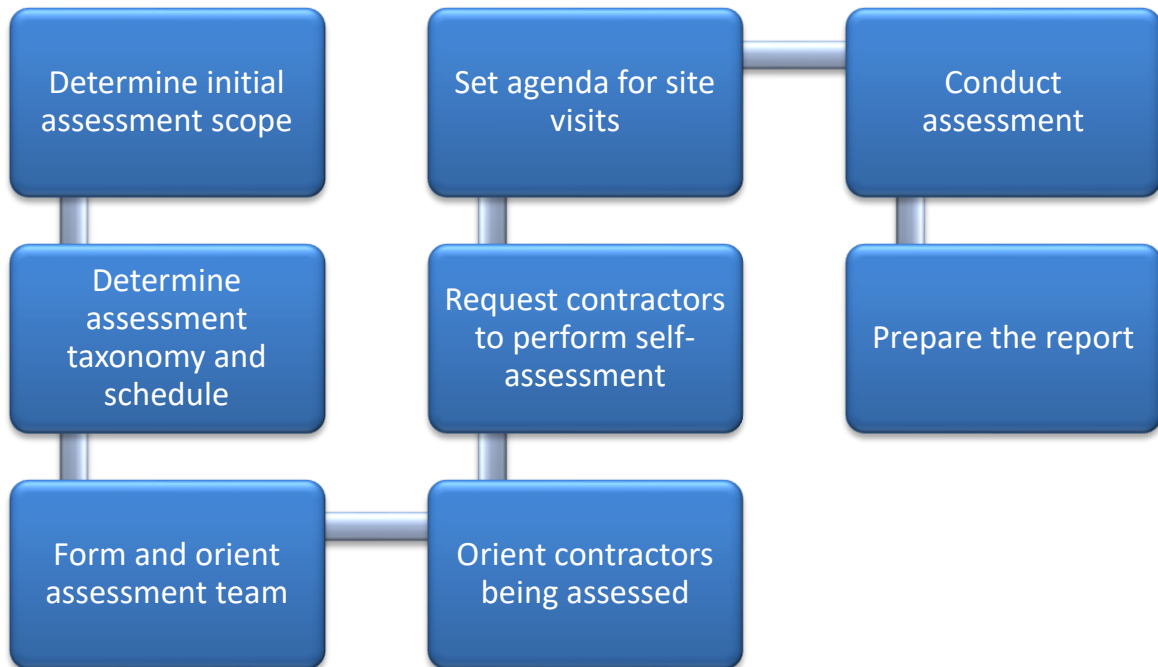 Determine initial
assessment scope
Determine
assessment
taxonomy and
schedule
Form and orient
assessment team
Orient contractors
being assessed
Request contractors
to perform self-
assessment
Set agenda for site
visits
Conduct
assessment
Prepare the report